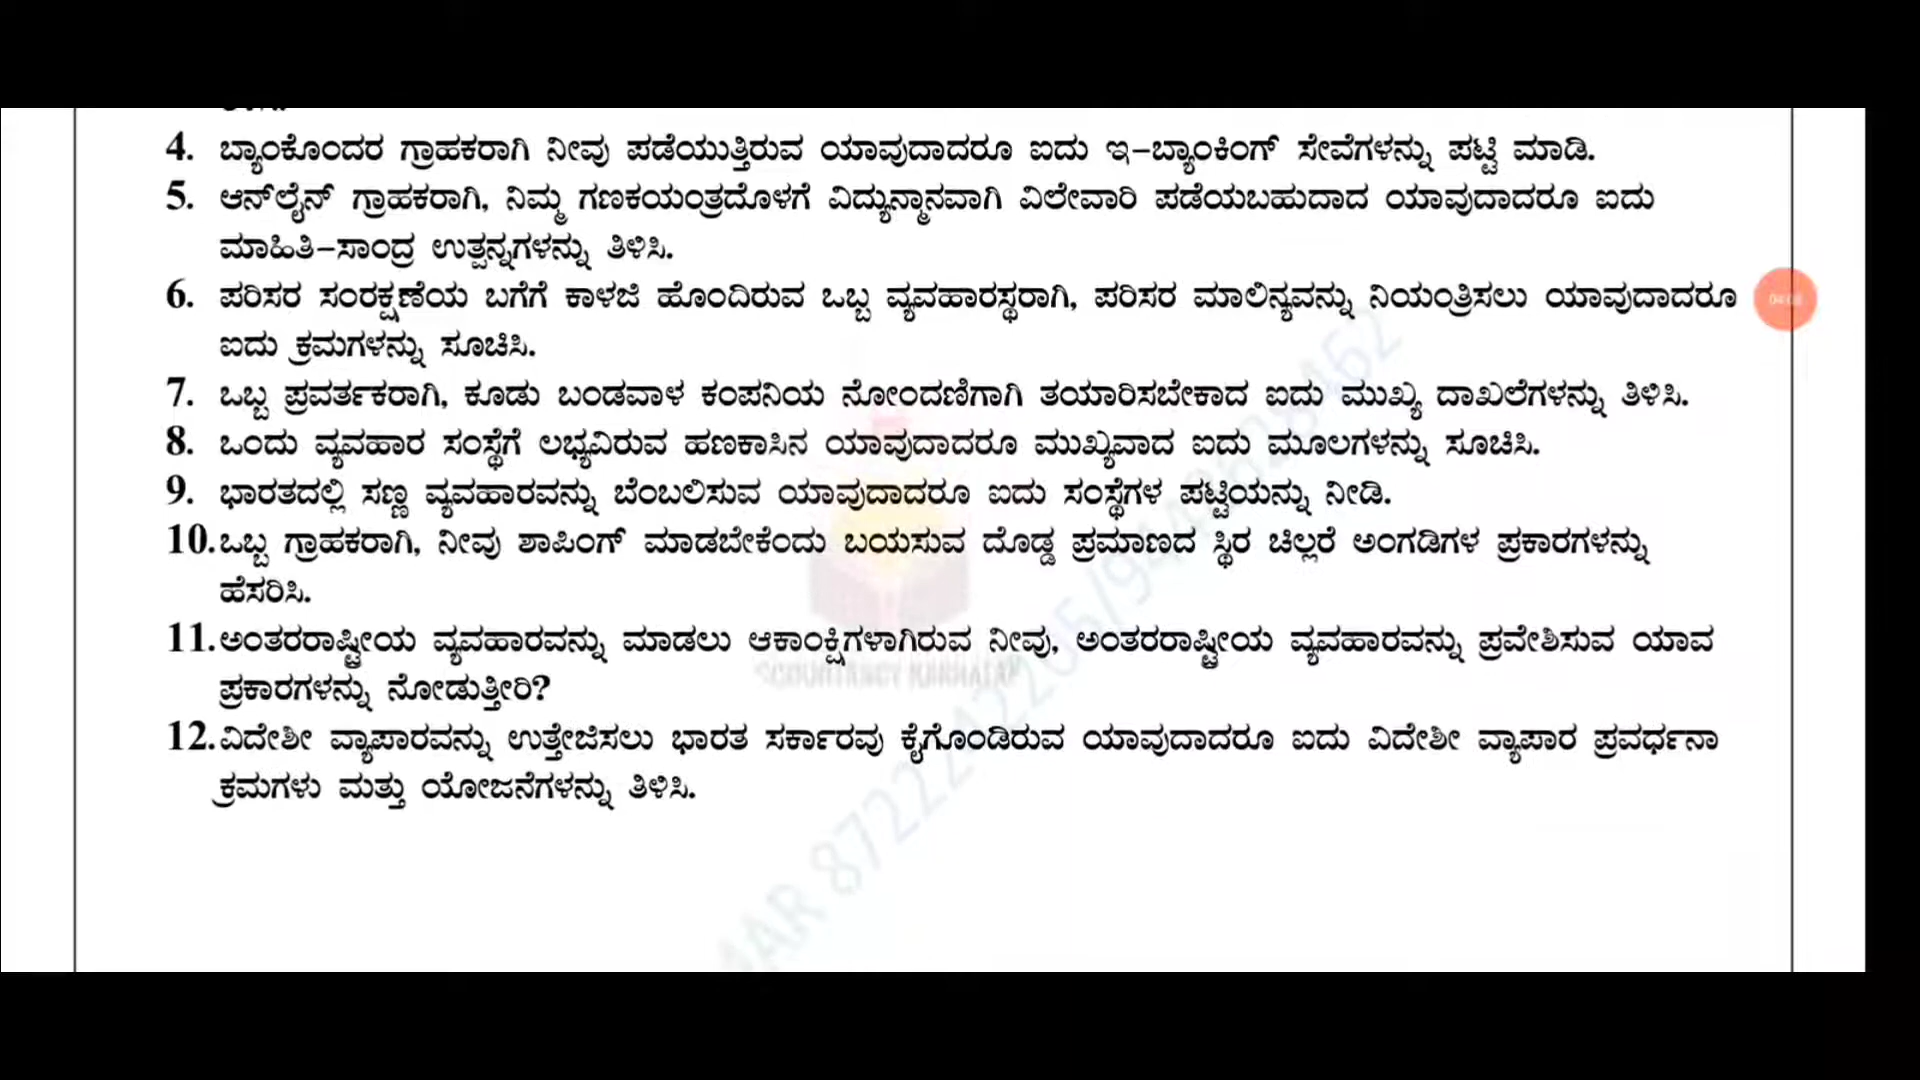 4. ಬ್ಯಾಂಕೊಂದರ ಗ್ರಾಹಕರಾಗಿ ನೀವು ಪಡೆಯುತ್ತಿರುವ ಯಾವುದಾದರೂ ಐದು ಇ-ಬ್ಯಾಂಕಿಂಗ್ ಸೇವೆಗಳನ್ನು ಪಟ್ಟಿ ಮಾಡಿ.
5. ಆನ್‌ಲೈನ್ ಗ್ರಾಹಕರಾಗಿ, ನಿಮ್ಮ ಗಣಕಯಂತ್ರದೊಳಗೆ ವಿದ್ಯುನ್ಮಾನವಾಗಿ ವಿಲೇವಾರಿ ಪಡೆಯಬಹುದಾದ ಯಾವುದಾದರೂ ಐದು
ಮಾಹಿತಿ-ಸಾಂದ್ರ ಉತ್ಪನ್ನಗಳನ್ನು ತಿಳಿಸಿ.
6. ಪರಿಸರ ಸಂರಕ್ಷಣೆಯ ಬಗೆಗೆ ಕಾಳಜಿ ಹೊಂದಿರುವ ಒಬ್ಬ ವ್ಯವಹಾರಸ್ಥರಾಗಿ, ಪರಿಸರ ಮಾಲಿನ್ಯವನ್ನು ನಿಯಂತ್ರಿಸಲು ಯಾವುದಾದರೂ
ಐದು ಕ್ರಮಗಳನ್ನು ಸೂಚಿಸಿ.
7. ಒಬ್ಬ ಪ್ರವರ್ತಕರಾಗಿ, ಕೂಡು ಬಂಡವಾಳ ಕಂಪನಿಯ ನೋಂದಣಿಗಾಗಿ ತಯಾರಿಸಬೇಕಾದ ಐದು ಮುಖ್ಯ ದಾಖಲೆಗಳನ್ನು ತಿಳಿಸಿ.
8. ಒಂದು ವ್ಯವಹಾರ ಸಂಸ್ಥೆಗೆ ಲಭ್ಯವಿರುವ ಹಣಕಾಸಿನ ಯಾವುದಾದರೂ ಮುಖ್ಯವಾದ ಐದು ಮೂಲಗಳನ್ನು ಸೂಚಿಸಿ.
9. ಭಾರತದಲ್ಲಿ ಸಣ್ಣ ವ್ಯವಹಾರವನ್ನು ಬೆಂಬಲಿಸುವ ಯಾವುದಾದರೂ ಐದು ಸಂಸ್ಥೆಗಳ ಪಟ್ಟಿಯನ್ನು ನೀಡಿ.
10. ಒಬ್ಬ ಗ್ರಾಹಕರಾಗಿ, ನೀವು ಶಾಪಿಂಗ್ ಮಾಡಬೇಕೆಂದು ಬಯಸುವ ದೊಡ್ಡ ಪ್ರಮಾಣದ ಸ್ಥಿರ ಚಿಲ್ಲರೆ ಅಂಗಡಿಗಳ ಪ್ರಕಾರಗಳನ್ನು
ಹೆಸರಿಸಿ.
11. ಅಂತರರಾಷ್ಟ್ರೀಯ ವ್ಯವಹಾರವನ್ನು ಮಾಡಲು ಆಕಾಂಕ್ಷಿಗಳಾಗಿರುವ ನೀವು, ಅಂತರರಾಷ್ಟ್ರೀಯ ವ್ಯವಹಾರವನ್ನು ಪ್ರವೇಶಿಸುವ ಯಾವ
ಪ್ರಕಾರಗಳನ್ನು ನೋಡುತ್ತೀರಿ?
12. ವಿದೇಶೀ ವ್ಯಾಪಾರವನ್ನು ಉತ್ತೇಜಿಸಲು ಭಾರತ ಸರ್ಕಾರವು ಕೈಗೊಂಡಿರುವ ಯಾವುದಾದರೂ ಐದು ವಿದೇಶೀ ವ್ಯಾಪಾರ ಪ್ರವರ್ಧನಾ
ಕ್ರಮಗಳು ಮತ್ತು ಯೋಜನೆಗಳನ್ನು ತಿಳಿಸಿ.